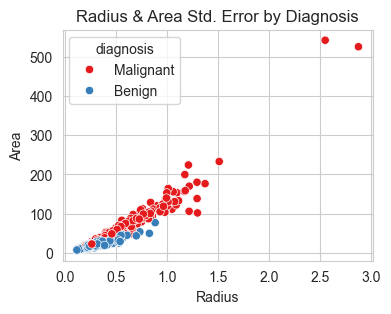 Radius & Area Std. Error by Diagnosis
diagnosis
Malignant
Benign
Area
500
400
300
200
100
0
0.0 0.5 1.0 1.5 2.0 2.5 3.0
Radius